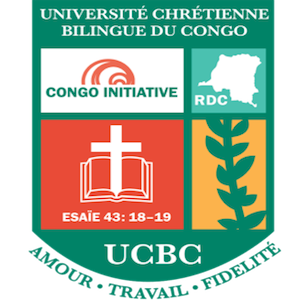 UNIVERSITÉ CHRÉTIENNE
BILINGUE DU CONGO
CONGO INITIATIVE
RDC
ESAÏE 43: 18-19
UCBC
AMOUR • TRAVAIL • FIDELITÉ